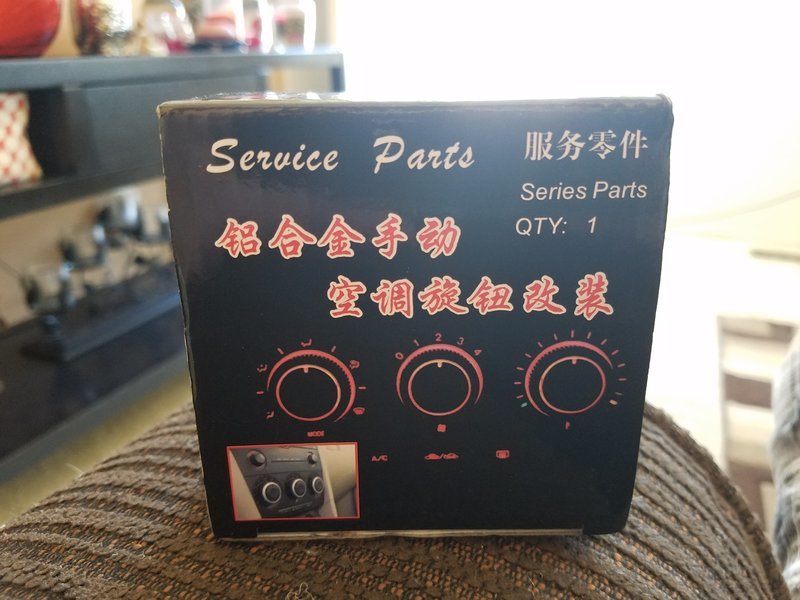 Service Parts
服务零件
Series Parts
QTY: 1
铝合金手动
空调旋钮改装
0 1 2 3 4
MODE
A/C